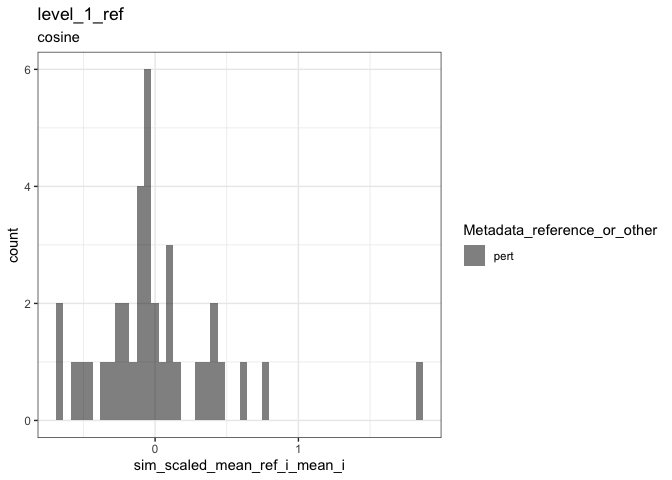 level_1_ref
cosine
6
4
2
0
count
0
1
sim_scaled_mean_ref_i_mean_i
Metadata_reference_or_other
pert